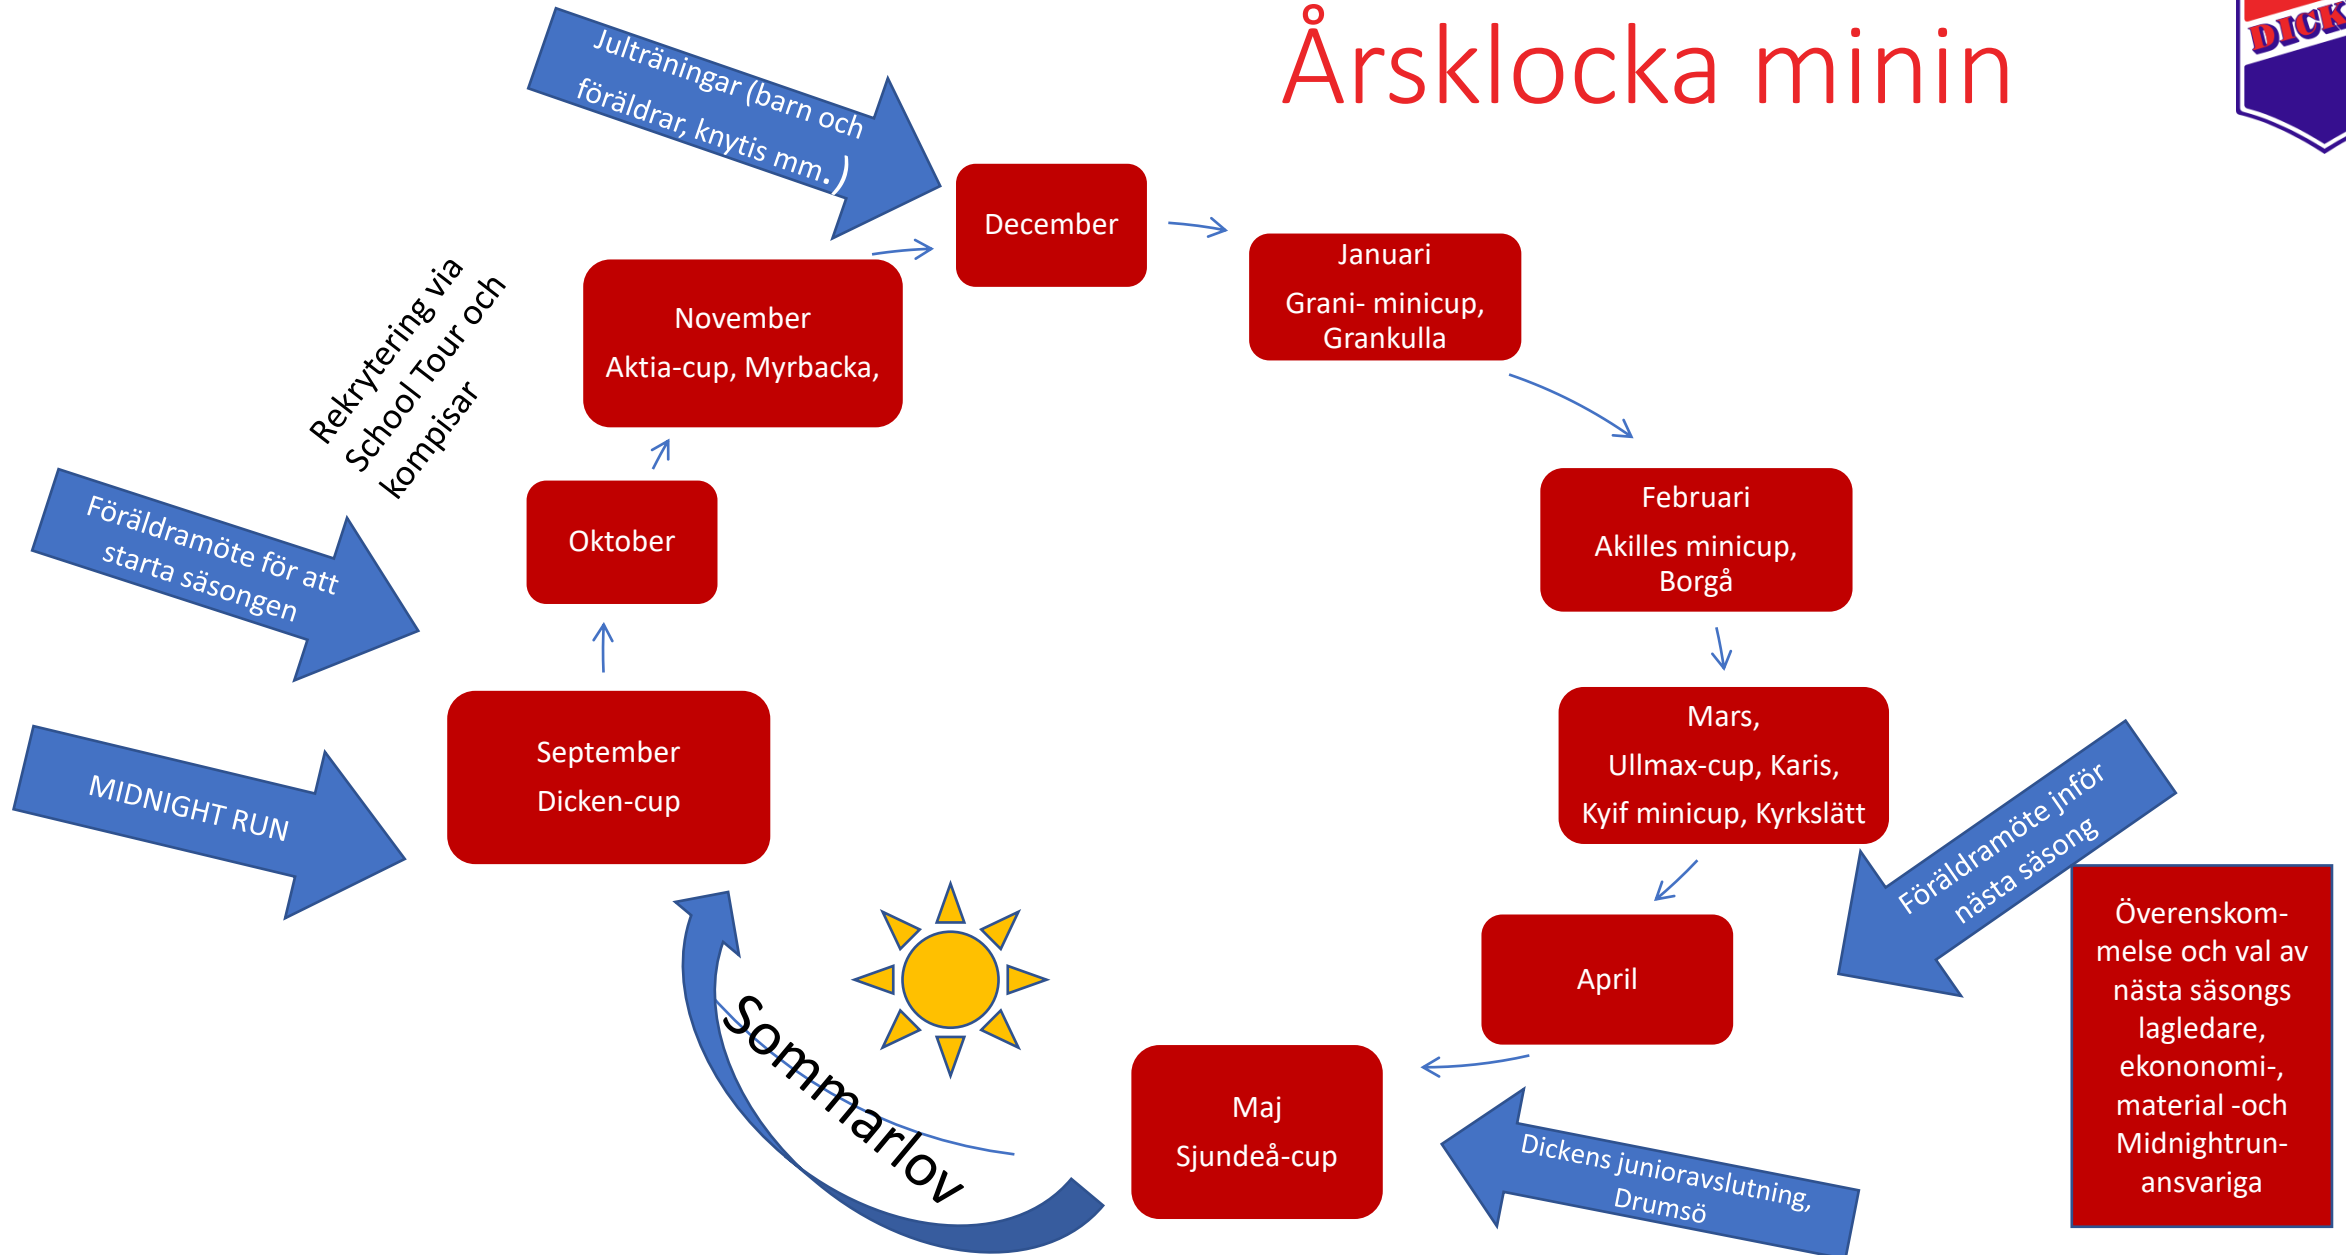 Årsklocka minin
DICK
Julträningar (barn och
föräldrar, knytis mm.)
December
Januari
Grani- minicup,
Grankulla
November
Aktia-cup, Myrbacka,
Rekrytering via
School Tour och
kompisar
Februari
Akilles minicup,
Borgå
Föräldramöte för att
starta säsongen
Oktober
Mars,
Ullmax-cup, Karis,
Kyif minicup, Kyrkslätt
September
Dicken-cup
MIDNIGHT RUN
Föräldramöte jnför
nästa säsong
Överenskom-
melse och val av
nästa säsongs
lagledare,
ekononomi-,
material -och
Midnightrun-
ansvariga
April
Sommarlov
Maj
Sjundeå-cup
Dickens junioravslutning,
Drumsö